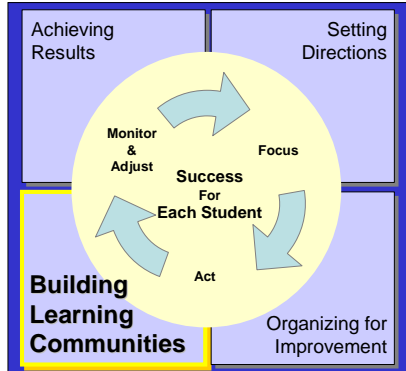 Achieving
Results
Setting
Directions
Monitor
&
Adjust
Focus
Success
For
Each Student
Act
Building
Learning
Communities
Organizing for
Improvement